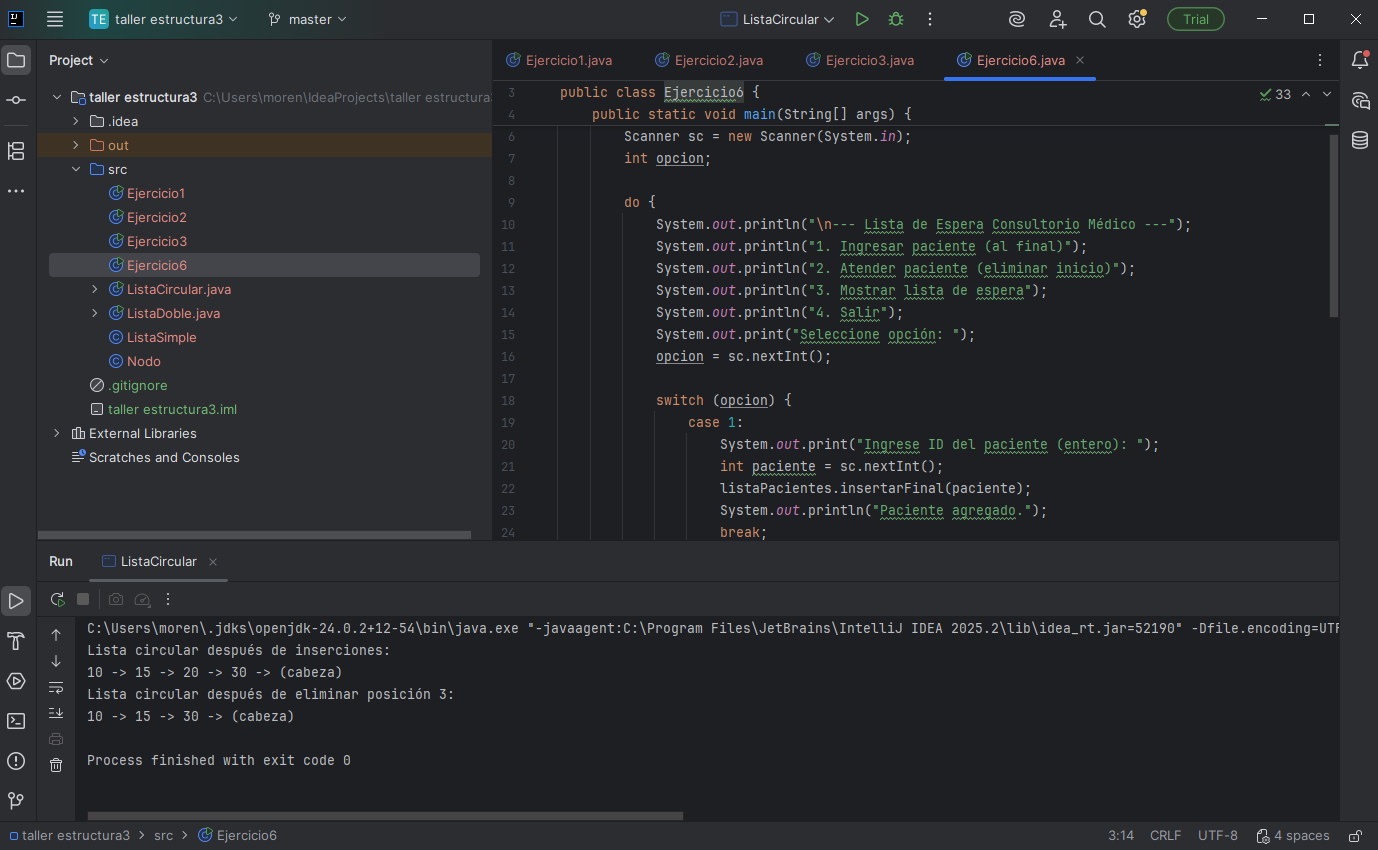 TE taller estructura3 master ListaCircular Trial
Project
taller estructura3 C:\Users\moren\IdeaProjects\taller estructura3
.idea
out
src
Ejercicio1
Ejercicio2
Ejercicio3
Ejercicio6
ListaCircular.java
ListaDoble.java
ListaSimple
Nodo
.gitignore
taller estructura3.iml
External Libraries
Scratches and Consoles
Ejercicio1.java Ejercicio2.java Ejercicio3.java Ejercicio6.java
33
3 public class Ejercicio6 {
4 public static void main(String[] args) {
6 Scanner sc = new Scanner(System.in);
7 int opcion;
8
9 do {
10 System.out.println("\n--- Lista de Espera Consultorio Médico ---");
11 System.out.println("1. Ingresar paciente (al final)");
12 System.out.println("2. Atender paciente (eliminar inicio)");
13 System.out.println("3. Mostrar lista de espera");
14 System.out.println("4. Salir");
15 System.out.print("Seleccione opción: ");
16 opcion = sc.nextInt();
17
18 switch (opcion) {
19 case 1:
20 System.out.print("Ingrese ID del paciente (entero): ");
21 int paciente = sc.nextInt();
22 listaPacientes.insertarFinal(paciente);
23 System.out.println("Paciente agregado.");
24 break;
Run ListaCircular
C:\Users\moren\.jdks\openjdk-24.0.2+12-54\bin\java.exe "-javaagent:C:\Program Files\JetBrains\IntelliJ IDEA 2025.2\lib\idea_rt.jar=52190" -Dfile.encoding=UTF
Lista circular después de inserciones:
10 -> 15 -> 20 -> 30 -> (cabeza)
Lista circular después de eliminar posición 3:
10 -> 15 -> 30 -> (cabeza)
Process finished with exit code 0
taller estructura3 > src > Ejercicio6 3:14 CRLF UTF-8 4 spaces